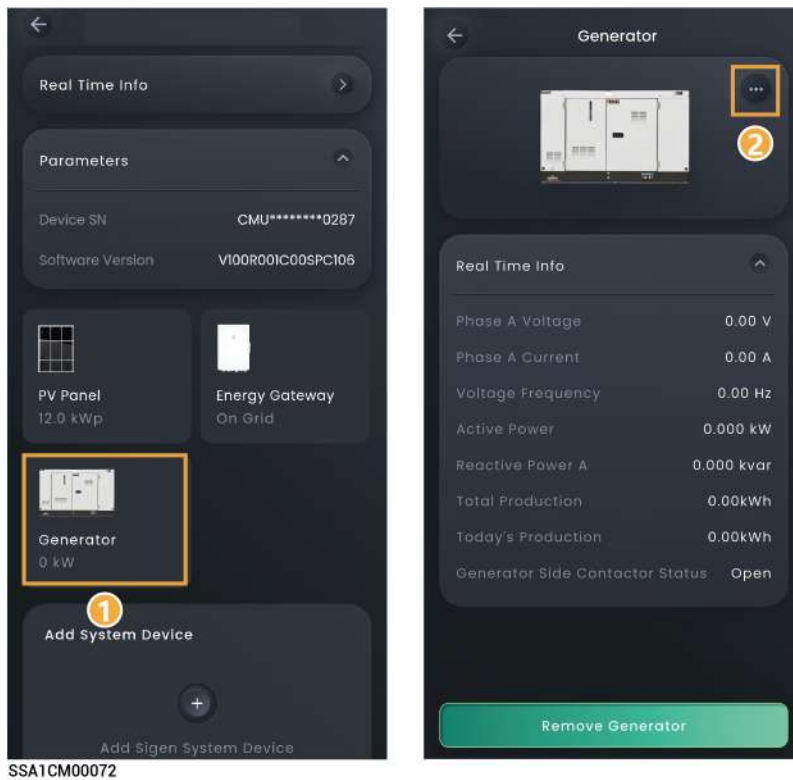 Real Time Info
Parameters
Device SN CMU********0287
Software Version V100R001C00SPC106
PV Panel
12.0 kWp
Energy Gateway
On Grid
Generator
0 kW
1
Add System Device
+
Add Sigen System Device
SSA1CM00072
Generator
...
2
Real Time Info
Phase A Voltage 0.00 V
Phase A Current 0.00 A
Voltage Frequency 0.00 Hz
Active Power 0.000 kW
Reactive Power A 0.000 kvar
Total Production 0.00kWh
Today's Production 0.00kWh
Generator Side Contactor Status Open
Remove Generator